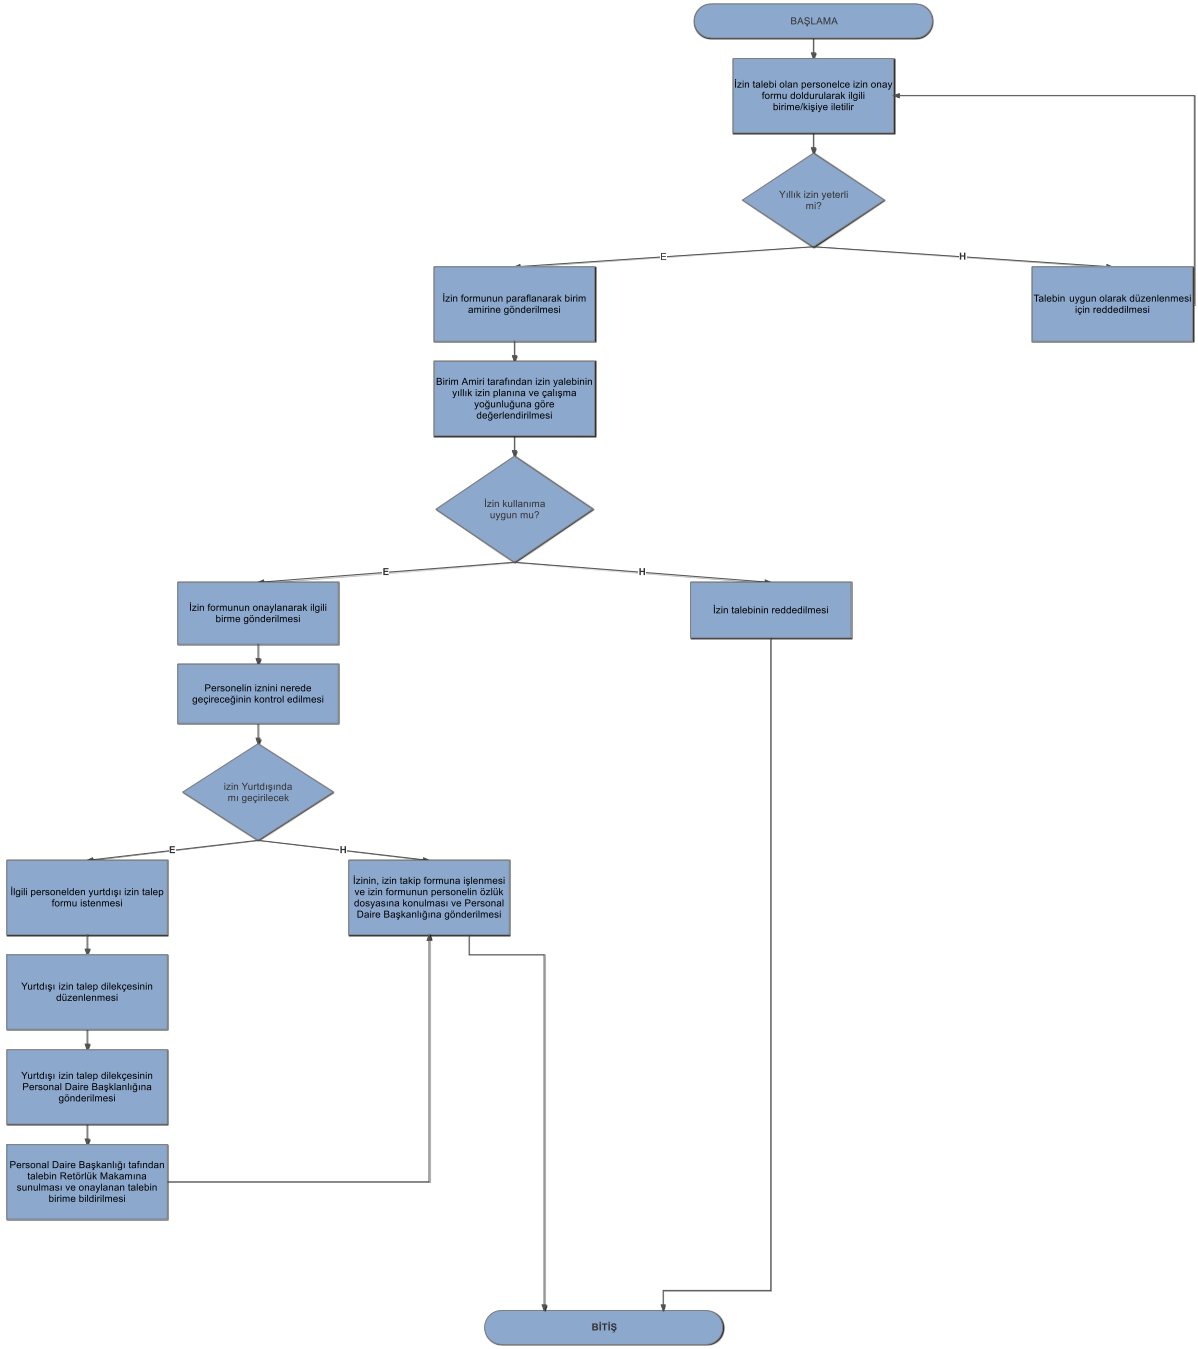 BAŞLAMA
İzin talebi olan personelce izin onay
formu doldurularak ilgili
birime/kişiye iletilir
Yıllık izin yeterli
mi?
E
H
İzin formunun paraflanarak birim
amirine gönderilmesi
Talebin uygun olarak düzenlenmesi
için reddedilmesi
Birim Amiri tarafından izin yalebinin
yıllık izin planına ve çalışma
yoğunluğuna göre
değerlendirilmesi
İzin kullanıma
uygun mu?
E
H
İzin formunun onaylanarak ilgili
birme gönderilmesi
İzin talebinin reddedilmesi
Personelin iznini nerede
geçireceğinin kontrol edilmesi
izin Yurtdışında
mı geçirilecek
E
H
İlgili personelden yurtdışı izin talep
formu istenmesi
İzinin, izin takip formuna işlenmesi
ve izin formunun personelin özlük
dosyasına konulması ve Personal
Daire Başkanlığına gönderilmesi
Yurtdışı izin talep dilekçesinin
düzenlenmesi
Yurtdışı izin talep dilekçesinin
Personal Daire Başklanlığına
gönderilmesi
Personal Daire Başkanlığı tafından
talebin Retörlük Makamına
sunulması ve onaylanan talebin
birime bildirilmesi
BİTİŞ